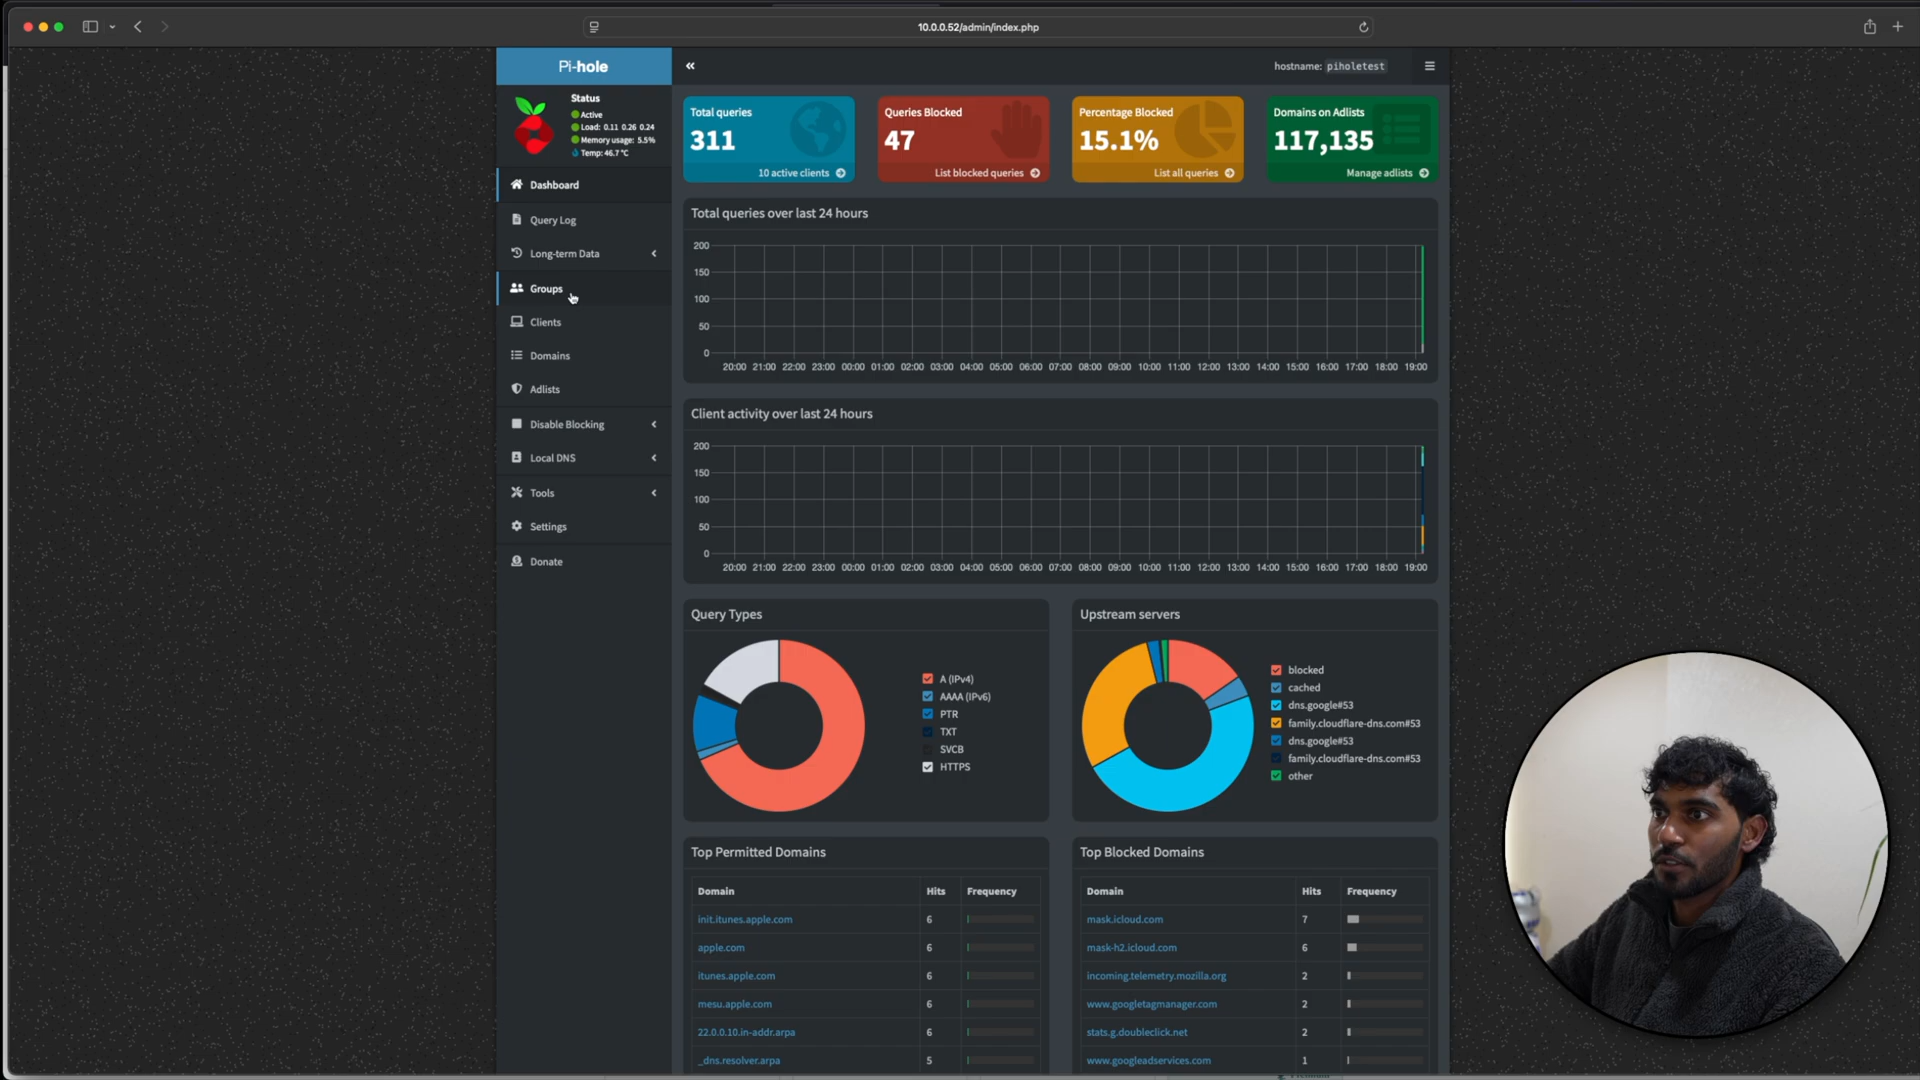 10.0.0.52/admin/index.php
Pi-hole
hostname: piholetest
Status
Active
Load: 0.11 0.26 0.24
Memory usage: 5.5%
Temp: 46.7 °C
Dashboard
Query Log
Long-term Data
Groups
Clients
Domains
Adlists
Disable Blocking
Local DNS
Tools
Settings
Donate
Total queries
311
10 active clients
Queries Blocked
47
List blocked queries
Percentage Blocked
15.1%
List all queries
Domains on Adlists
117,135
Manage adlists
Total queries over last 24 hours
200
150
100
50
0
20:00 21:00 22:00 23:00 00:00 01:00 02:00 03:00 04:00 05:00 06:00 07:00 08:00 09:00 10:00 11:00 12:00 13:00 14:00 15:00 16:00 17:00 18:00 19:00
Client activity over last 24 hours
200
150
100
50
0
20:00 21:00 22:00 23:00 00:00 01:00 02:00 03:00 04:00 05:00 06:00 07:00 08:00 09:00 10:00 11:00 12:00 13:00 14:00 15:00 16:00 17:00 18:00 19:00
Query Types
A (IPv4)
AAAA (IPv6)
PTR
TXT
SVCB
HTTPS
Upstream servers
blocked
cached
dns.google#53
family.cloudflare-dns.com#53
dns.google#53
family.cloudflare-dns.com#53
other
Top Permitted Domains
Domain Hits Frequency
init.itunes.apple.com 6
apple.com 6
itunes.apple.com 6
mesu.apple.com 6
22.0.0.10.in-addr.arpa 6
_dns.resolver.arpa 5
Top Blocked Domains
Domain Hits Frequency
mask.icloud.com 7
mask-h2.icloud.com 6
incoming.telemetry.mozilla.org 2
www.googletagmanager.com 2
stats.g.doubleclick.net 2
www.googleadservices.com 1